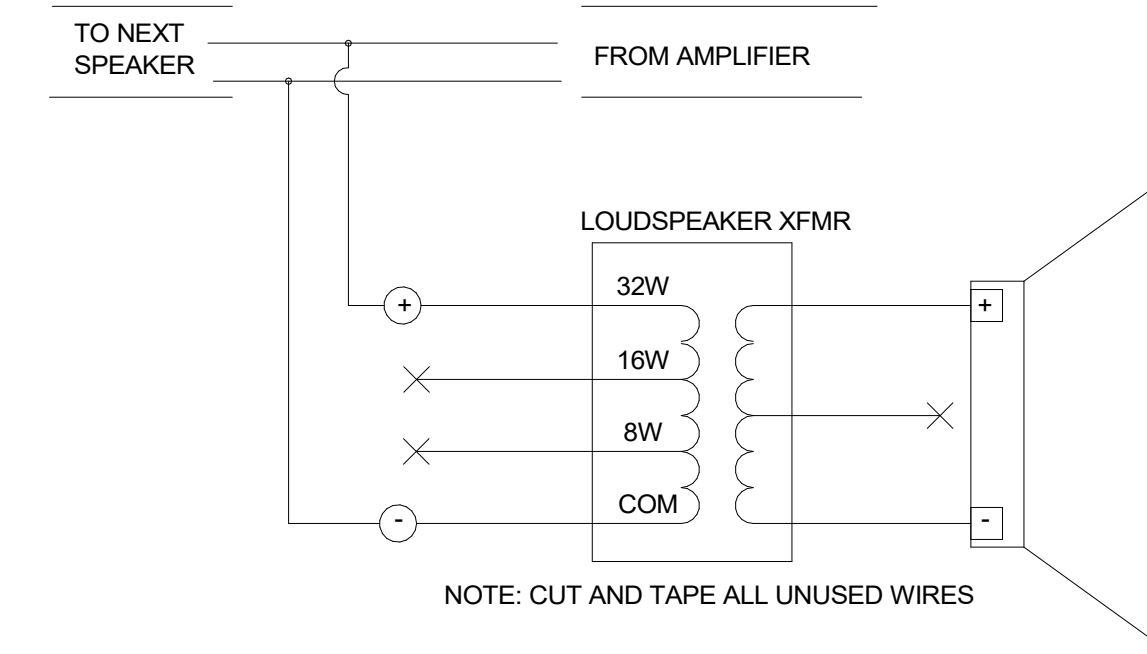 TO NEXT
SPEAKER
FROM AMPLIFIER
LOUDSPEAKER XFMR
32W
+
+
16W
8W
COM
-
-
NOTE: CUT AND TAPE ALL UNUSED WIRES